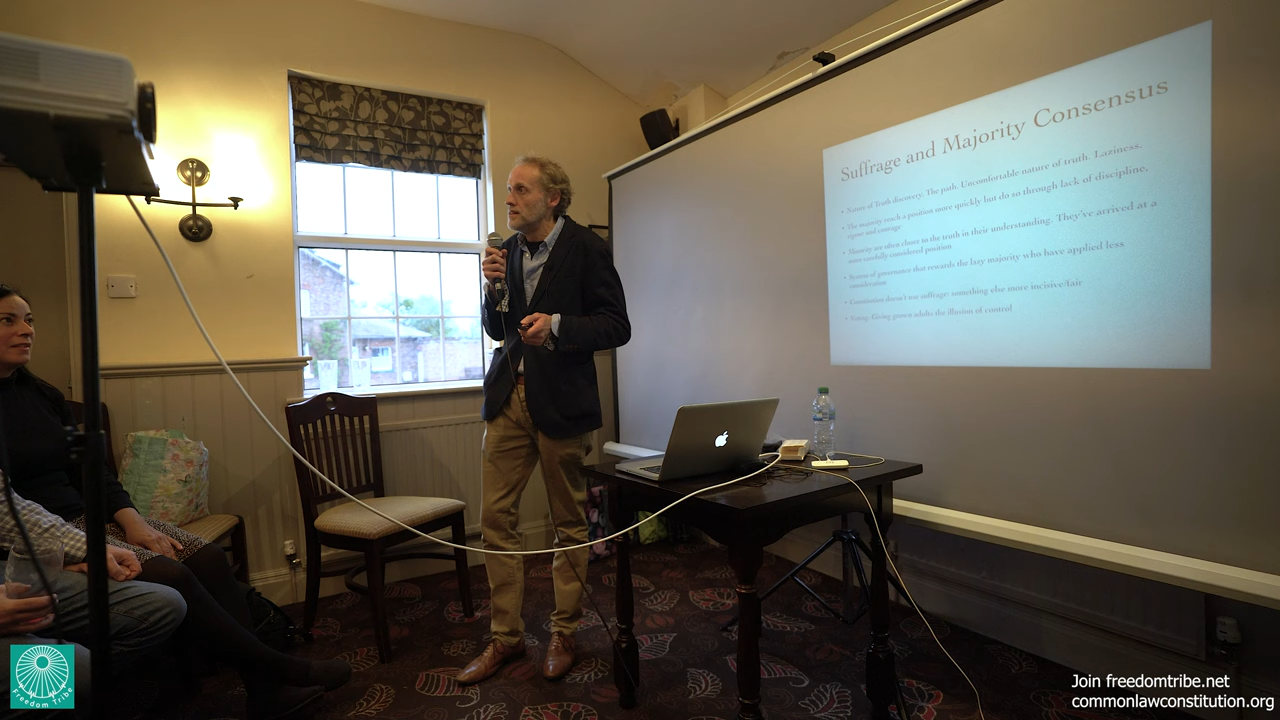 Suffrage and Majority Consensus
• Nature of Truth discovery. The path. Uncomfortable nature of truth. Laziness.
• The majority reach a position more quickly but do so through lack of discipline,
rigour and courage
• Minority are often closer to the truth in their understanding. They've arrived at a
more carefully considered position
• System of governance that rewards the lazy majority who have applied less
consideration
• Constitution doesn't use suffrage: something else more incisive/fair
• Voting: Giving grown adults the illusion of control
Freedom Tribe
Join freedomtribe.net
commonlawconstitution.org